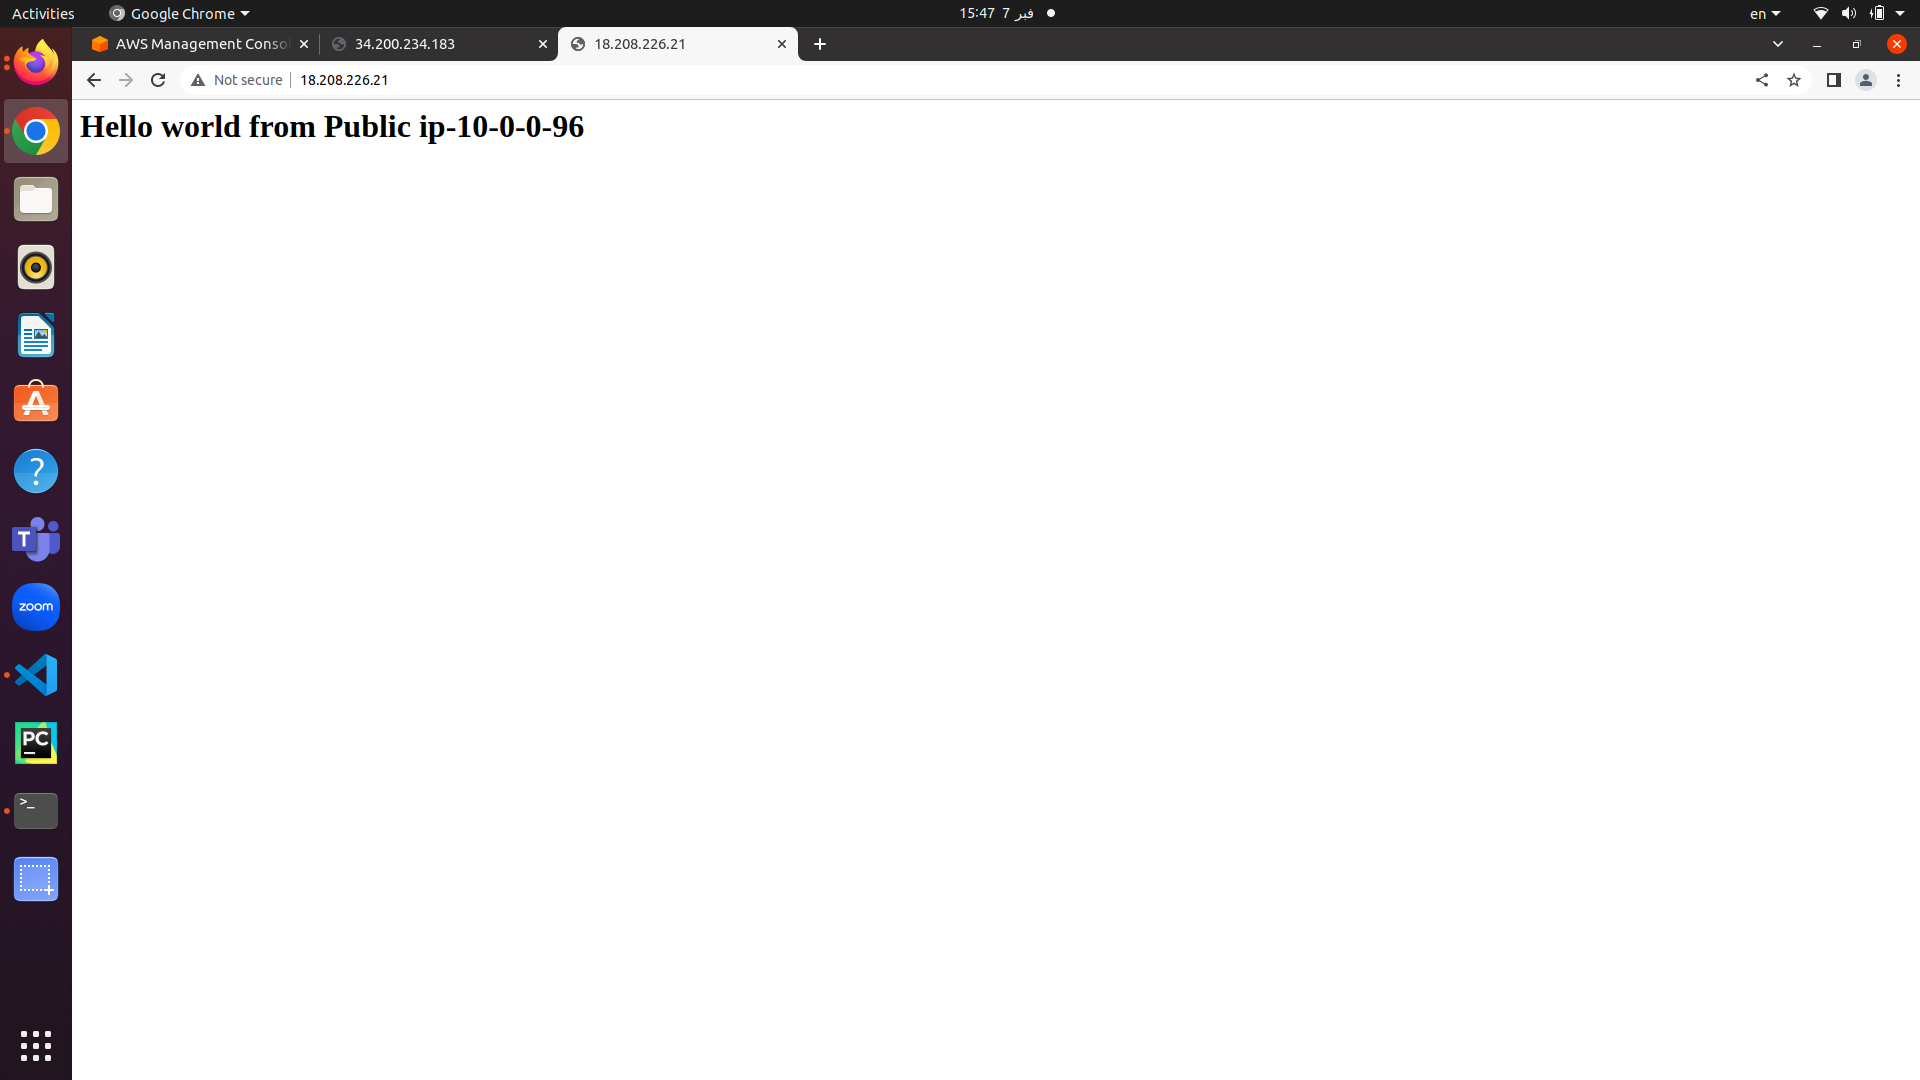 Activities Google Chrome 15:47 7 فبر en
AWS Management Consol 34.200.234.183 18.208.226.21
Not secure 18.208.226.21
Hello world from Public ip-10-0-0-96
?
T
zoom
PC
>_